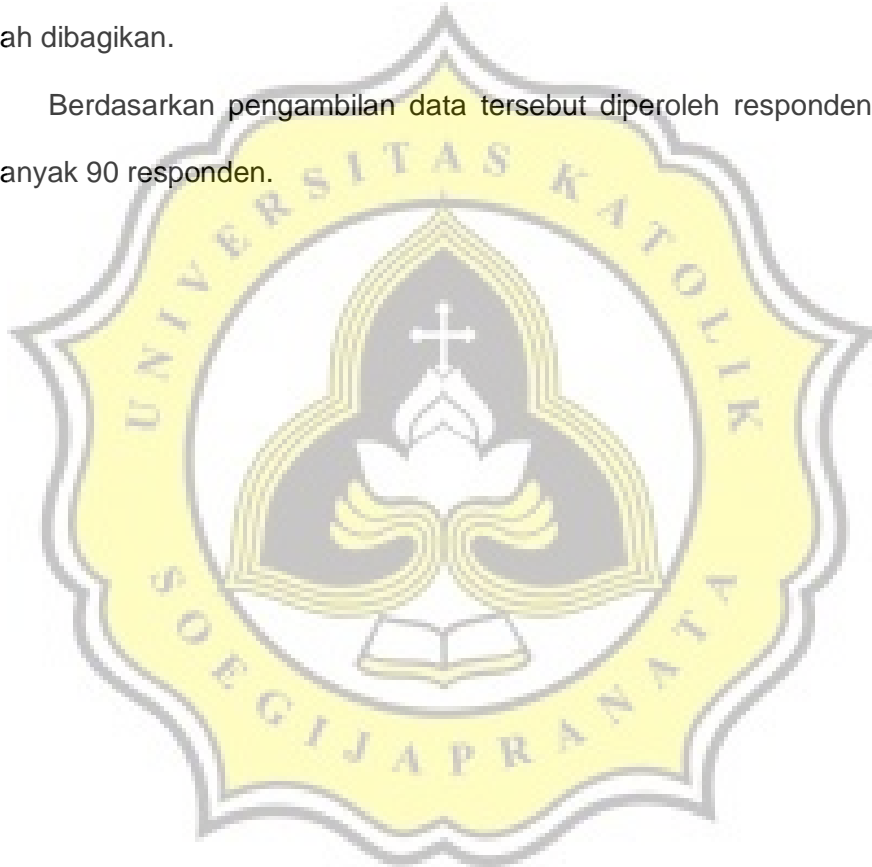 ah dibagikan.
Berdasarkan pengambilan data tersebut diperoleh responden
anyak 90 responden.
UNIVERSITAS KATOLIK
SOEGIJAPRANATA